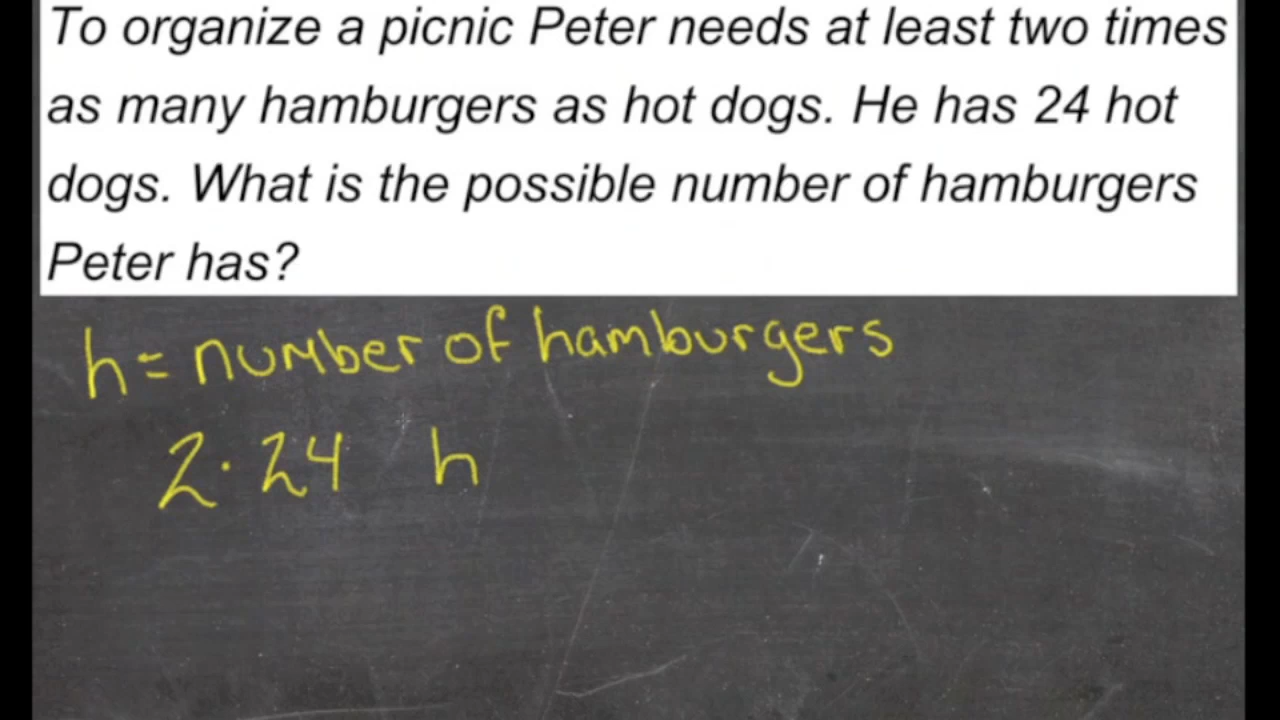 To organize a picnic Peter needs at least two times
as many hamburgers as hot dogs. He has 24 hot
dogs. What is the possible number of hamburgers
Peter has?
h = number of hamburgers
2 · 24 h